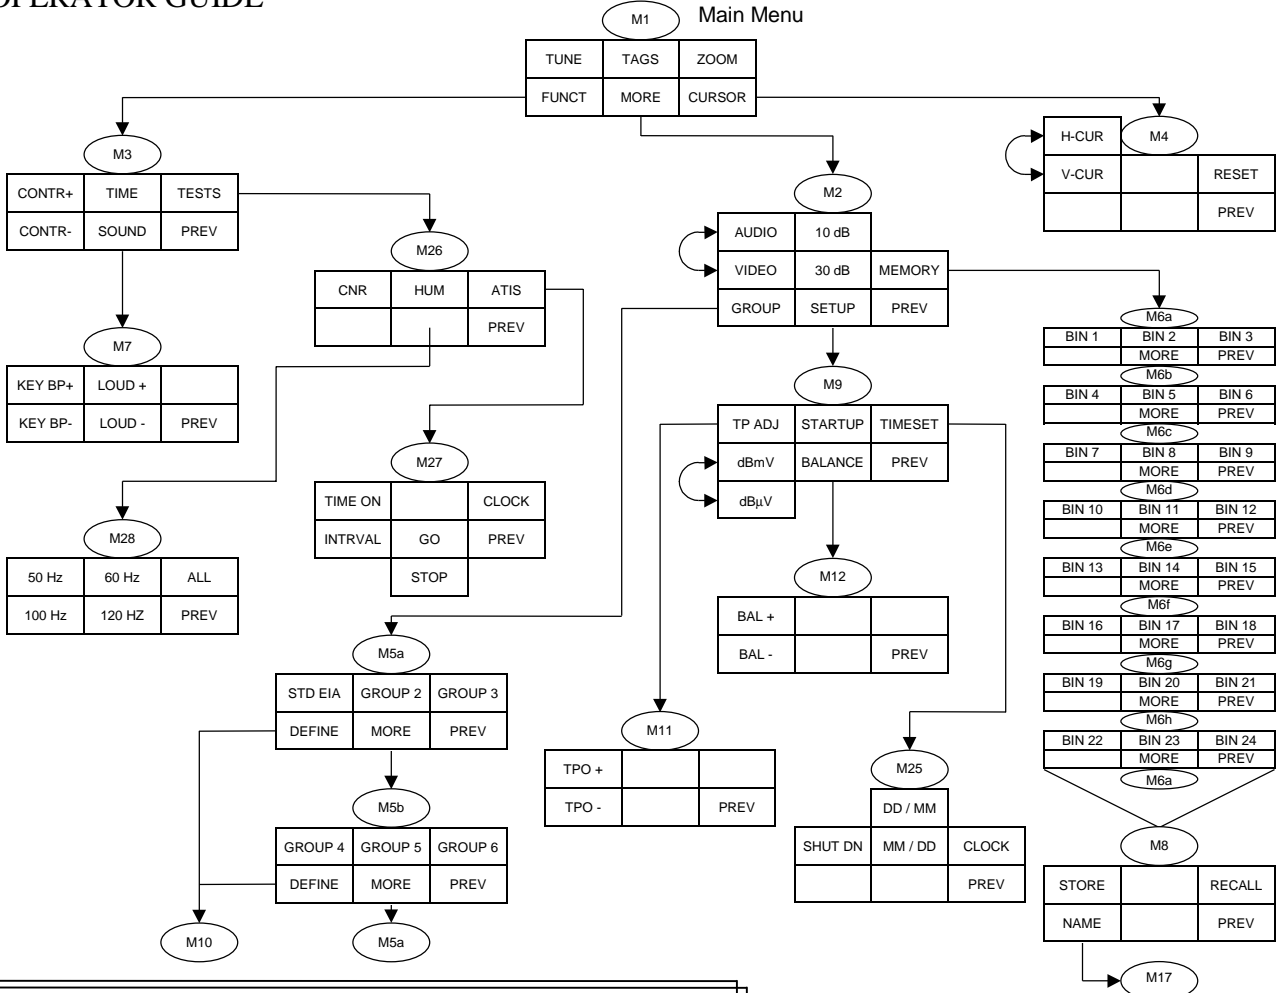 OPERATOR GUIDE
M1 Main Menu
TUNE TAGS ZOOM
FUNCT MORE CURSOR
M3
CONTR+ TIME TESTS
CONTR- SOUND PREV
M7
KEY BP+ LOUD +
KEY BP- LOUD - PREV
M26
CNR HUM ATIS
PREV
M27
TIME ON CLOCK
INTRVAL GO PREV
STOP
M28
50 Hz 60 Hz ALL
100 Hz 120 HZ PREV
M2
AUDIO 10 dB
VIDEO 30 dB MEMORY
GROUP SETUP PREV
M9
TP ADJ STARTUP TIMESET
dBmV BALANCE PREV
dBµV
M12
BAL +
BAL - PREV
M5a
STD EIA GROUP 2 GROUP 3
DEFINE MORE PREV
M5b
GROUP 4 GROUP 5 GROUP 6
DEFINE MORE PREV
M10 M5a
M11
TPO +
TPO - PREV
M25
DD / MM
SHUT DN MM / DD CLOCK
PREV
M4
H-CUR
V-CUR RESET
PREV
M6a
BIN 1 BIN 2 BIN 3
MORE PREV
M6b
BIN 4 BIN 5 BIN 6
MORE PREV
M6c
BIN 7 BIN 8 BIN 9
MORE PREV
M6d
BIN 10 BIN 11 BIN 12
MORE PREV
M6e
BIN 13 BIN 14 BIN 15
MORE PREV
M6f
BIN 16 BIN 17 BIN 18
MORE PREV
M6g
BIN 19 BIN 20 BIN 21
MORE PREV
M6h
BIN 22 BIN 23 BIN 24
MORE PREV
M6a
M8
STORE RECALL
NAME PREV
M17